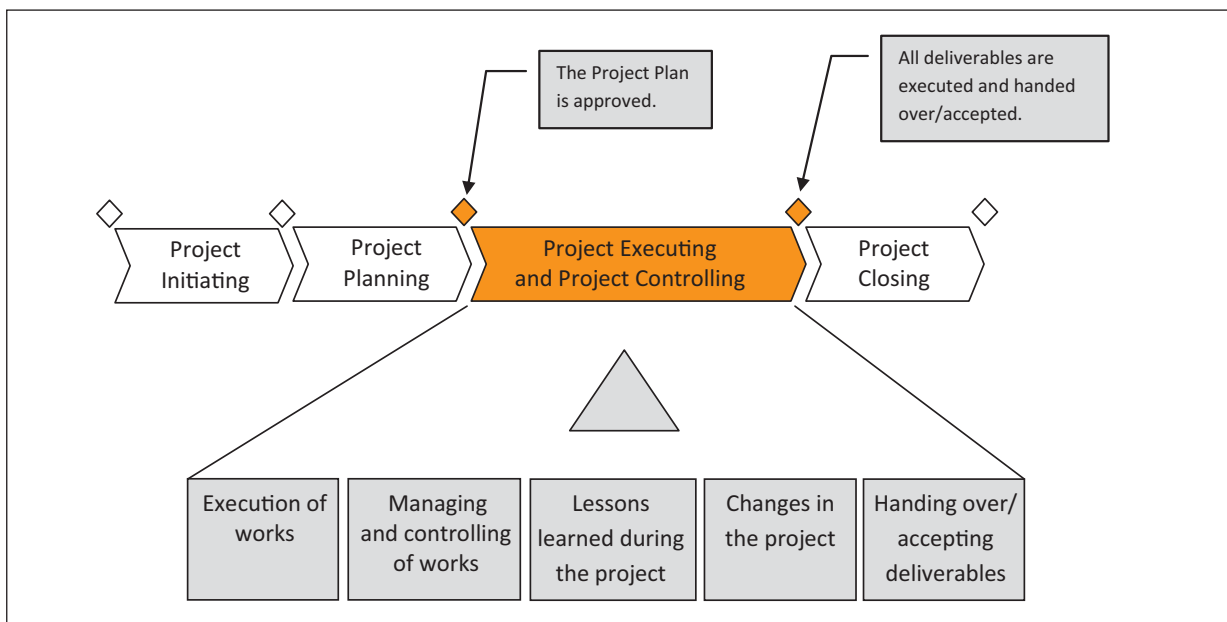 The Project Plan
is approved.
All deliverables are
executed and handed
over/accepted.
Project
Initiating
Project
Planning
Project Executing
and Project Controlling
Project
Closing
Execution of
works
Managing
and controlling
of works
Lessons
learned during
the project
Changes in
the project
Handing over/
accepting
deliverables